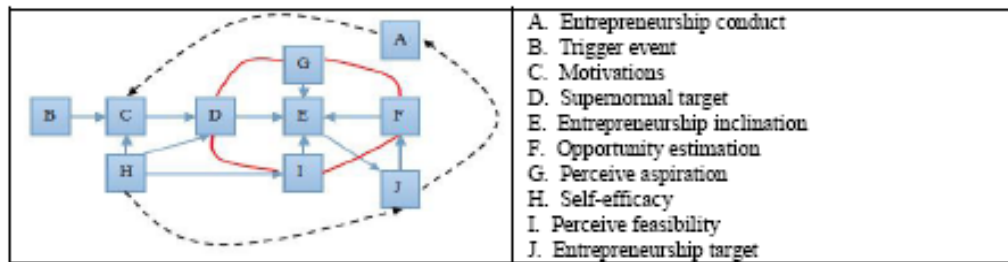 A
G
B
C
D
E
F
H
I
J
A. Entrepreneurship conduct
B. Trigger event
C. Motivations
D. Supernormal target
E. Entrepreneurship inclination
F. Opportunity estimation
G. Perceive aspiration
H. Self-efficacy
I. Perceive feasibility
J. Entrepreneurship target